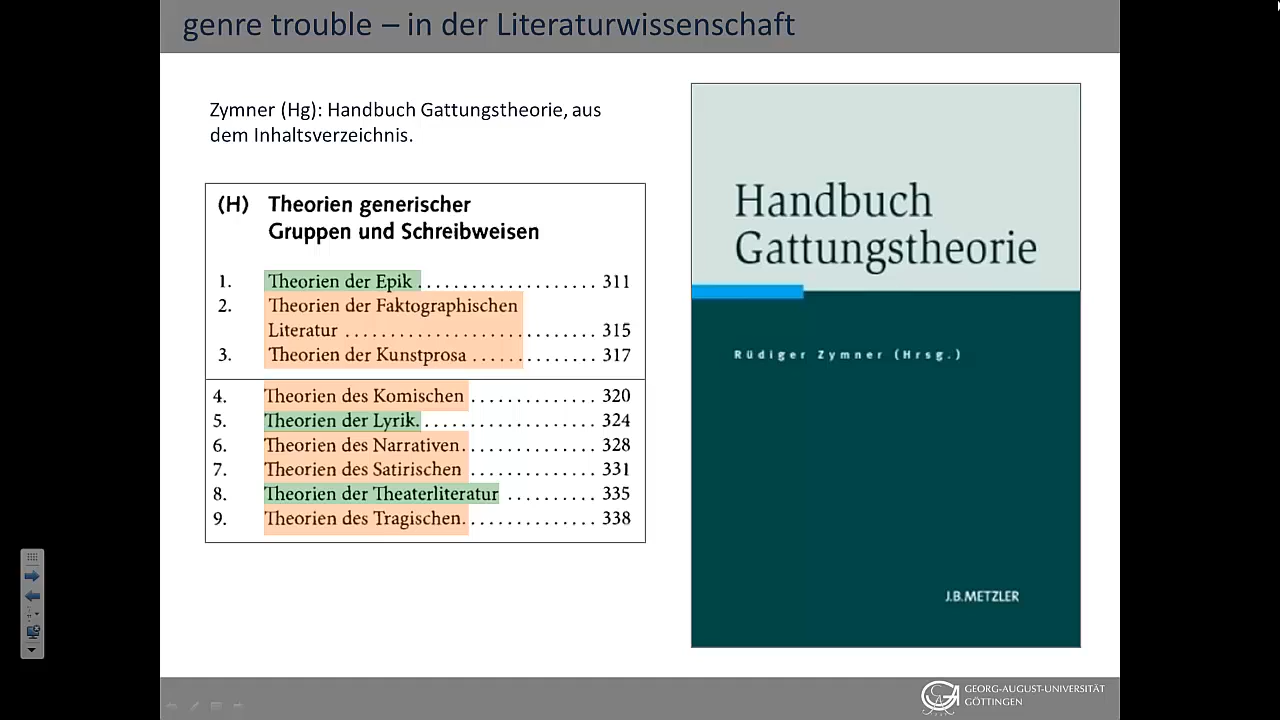 genre trouble – in der Literaturwissenschaft
Zymner (Hg): Handbuch Gattungstheorie, aus
dem Inhaltsverzeichnis.
(H) Theorien generischer
Gruppen und Schreibweisen
1. Theorien der Epik . . . . . . . . . . . . . . . . . . . . 311
2. Theorien der Faktographischen
Literatur . . . . . . . . . . . . . . . . . . . . . . . . . . . . 315
3. Theorien der Kunstprosa . . . . . . . . . . . . . . 317
4. Theorien des Komischen . . . . . . . . . . . . . . 320
5. Theorien der Lyrik. . . . . . . . . . . . . . . . . . . . 324
6. Theorien des Narrativen. . . . . . . . . . . . . . . 328
7. Theorien des Satirischen . . . . . . . . . . . . . . 331
8. Theorien der Theaterliteratur . . . . . . . . . . 335
9. Theorien des Tragischen. . . . . . . . . . . . . . . 338
Handbuch
Gattungstheorie
Rüdiger Zymner (Hrsg.)
J.B.METZLER
GEORG-AUGUST-UNIVERSITÄT
GÖTTINGEN